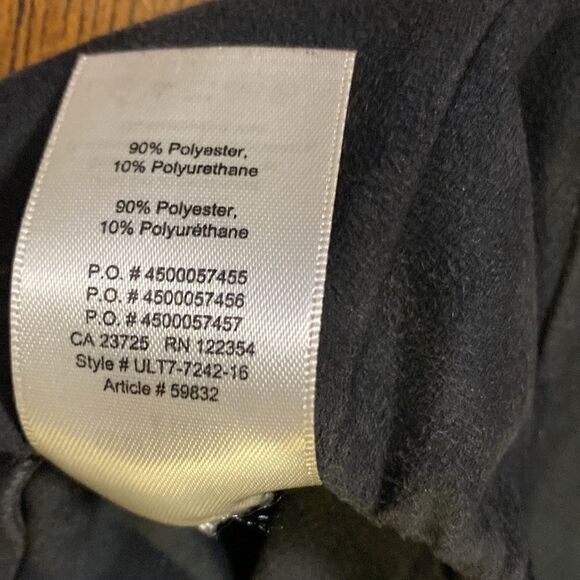 90% Polyester,
10% Polyurethane
90% Polyester,
10% Polyuréthane
P.O. # 4500057455
P.O. # 4500057456
P.O. # 4500057457
CA 23725 RN 122354
Style # ULT7-7242-16
Article # 59832